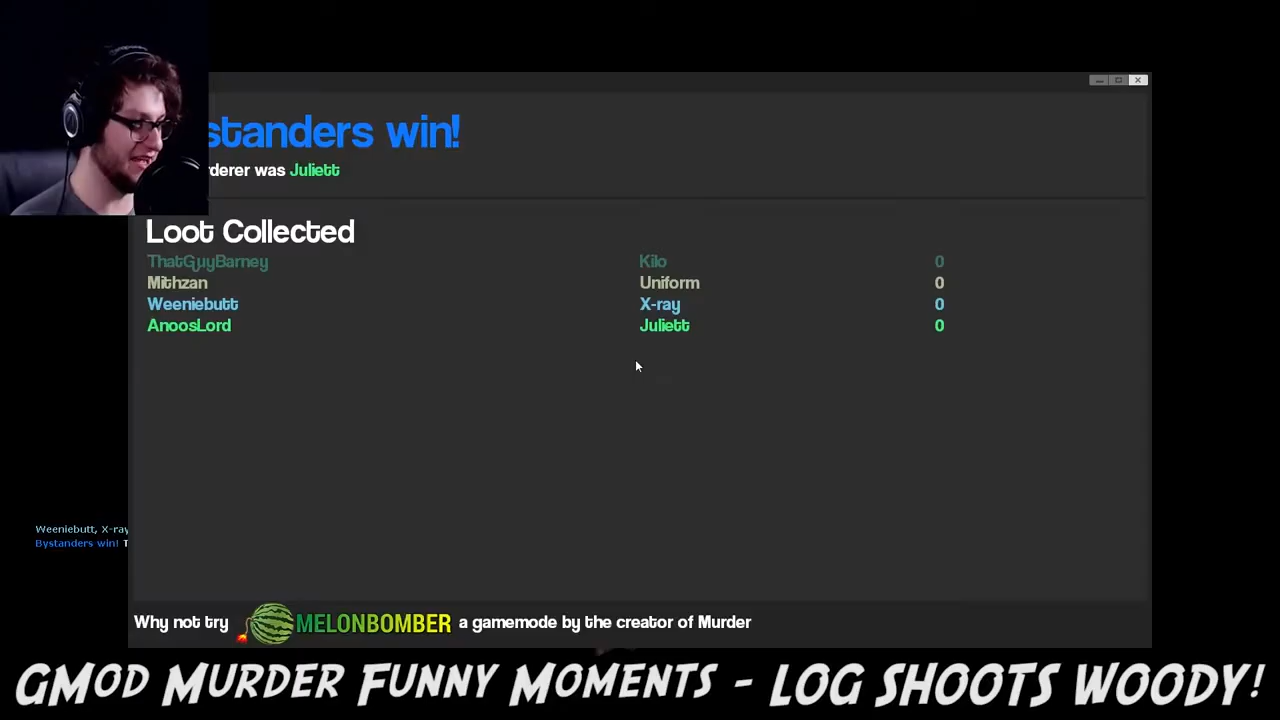 standers win!
rderer was Juliett
Loot Collected
ThatGuyBarney Kilo 0
Mithzan Uniform 0
Weeniebutt X-ray 0
AnoosLord Juliett 0
Weeniebutt, X-ray
Bystanders win! T
Why not try MELONBOMBER a gamemode by the creator of Murder
GMOD MURDER FUNNY MOMENTS - LOG SHOOTS WOODY!